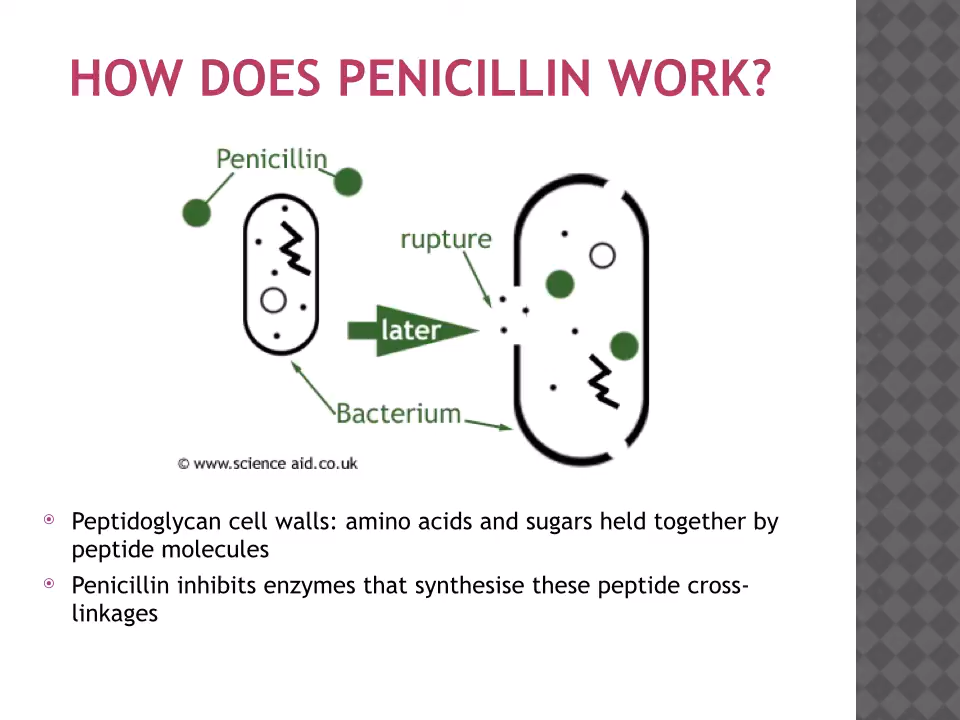 HOW DOES PENICILLIN WORK?
Penicillin
rupture
later
Bacterium
© www.science aid.co.uk
Peptidoglycan cell walls: amino acids and sugars held together by
peptide molecules
Penicillin inhibits enzymes that synthesise these peptide cross-
linkages